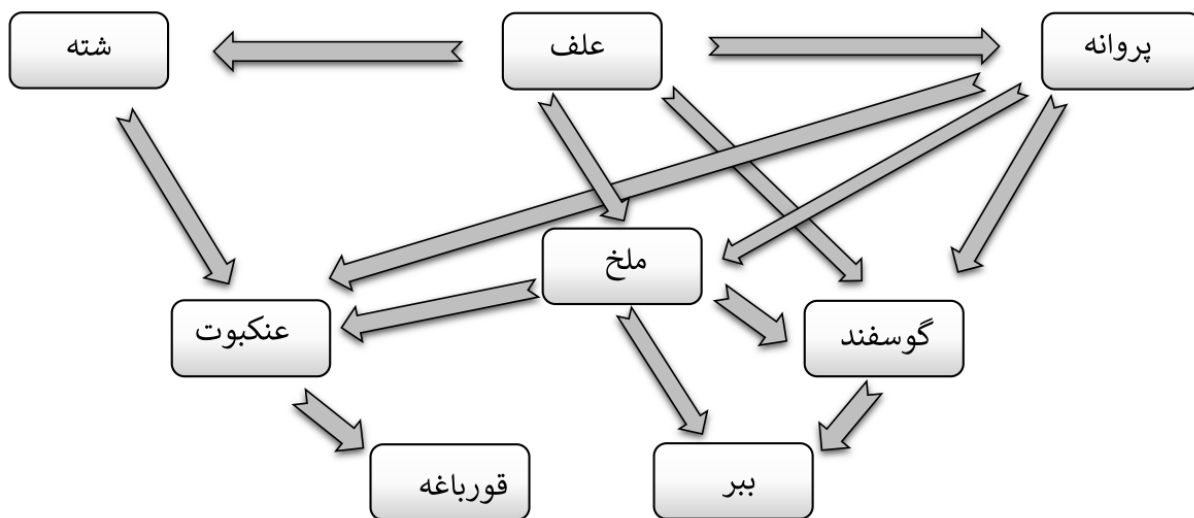 پروانه
علف
شته
ملخ
گوسفند
عنکبوت
ببر
قورباغه